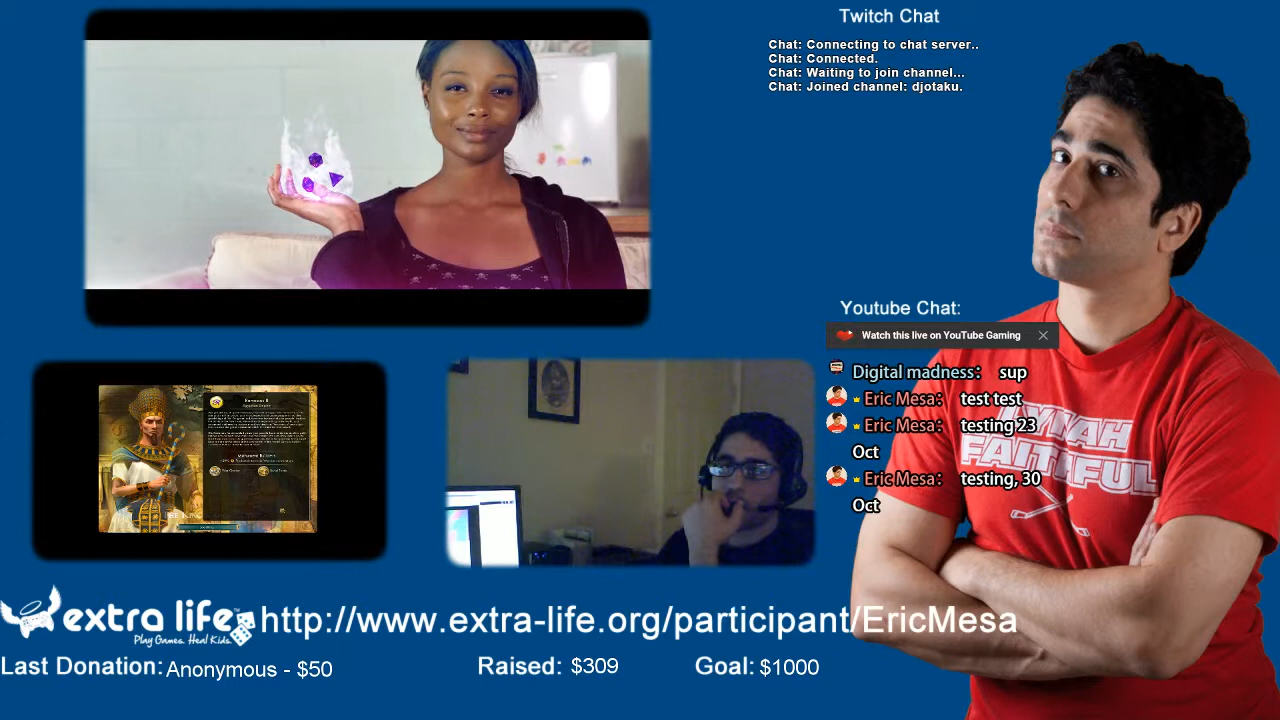 Twitch Chat
Chat: Connecting to chat server..
Chat: Connected.
Chat: Waiting to join channel...
Chat: Joined channel: djotaku.
Youtube Chat:
Watch this live on YouTube Gaming
Digital madness: sup
Eric Mesa: test test
Eric Mesa: testing 23
Oct
Eric Mesa: testing, 30
Oct
FAITHFUL
extra life
Play Games. Heal Kids.
http://www.extra-life.org/participant/EricMesa
Last Donation: Anonymous - $50
Raised: $309
Goal: $1000